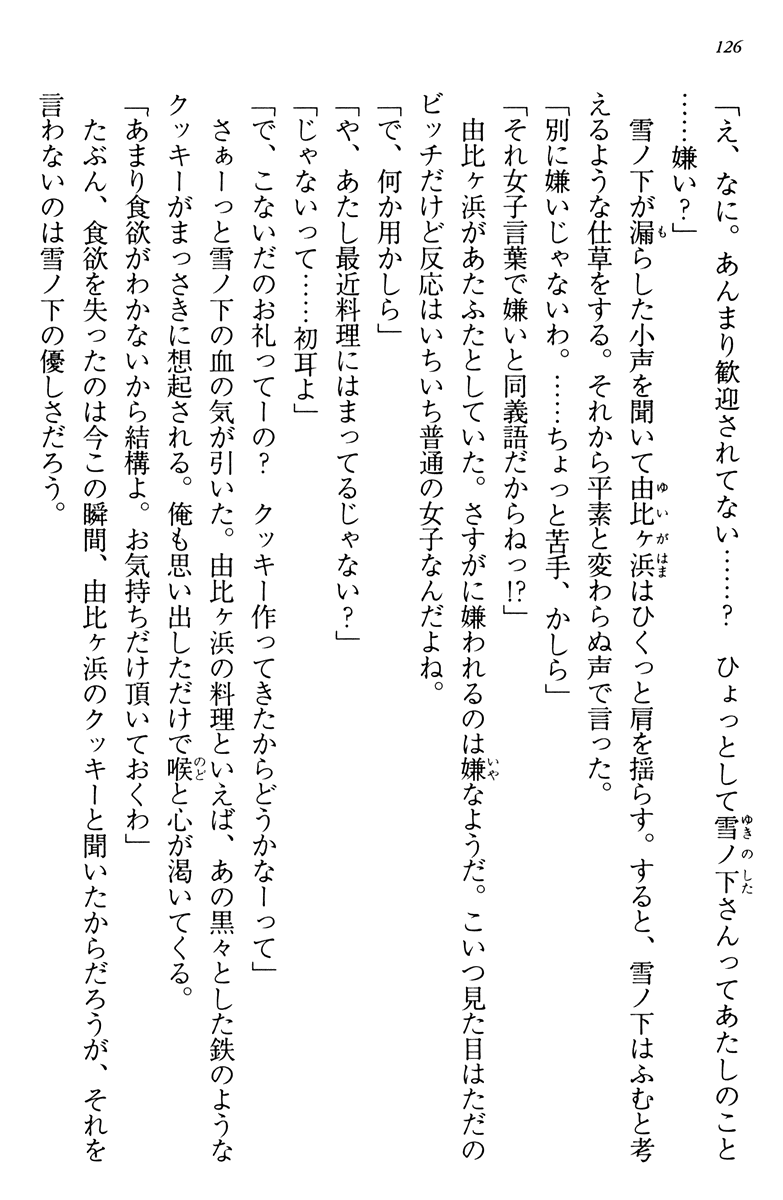 126
「え、なに。あんまり歓迎されてない……？　ひょっとして雪ノ下さんってあたしのこと
……嫌い？」
　雪ノ下が漏らした小声を聞いて由比ヶ浜はひくっと肩を揺らす。すると、雪ノ下はふむと考
えるような仕草をする。それから平素と変わらぬ声で言った。
「別に嫌いじゃないわ。……ちょっと苦手、かしら」
「それ女子言葉で嫌いと同義語だからねっ!?」
　由比ヶ浜があたふたとしていた。さすがに嫌われるのは嫌なようだ。こいつ見た目はただの
ビッチだけど反応はいちいち普通の女子なんだよね。
「で、何か用かしら」
「や、あたし最近料理にはまってるじゃない？」
「じゃないって……初耳よ」
「で、こないだのお礼ってーの？　クッキー作ってきたからどうかなーって」
　さぁーっと雪ノ下の血の気が引いた。由比ヶ浜の料理といえば、あの黒々とした鉄のような
クッキーがまっさきに想起される。俺も思い出しただけで喉と心が渇いてくる。
「あまり食欲がわかないから結構よ。お気持ちだけ頂いておくわ」
　たぶん、食欲を失ったのは今この瞬間、由比ヶ浜のクッキーと聞いたからだろうが、それを
言わないのは雪ノ下の優しさだろう。